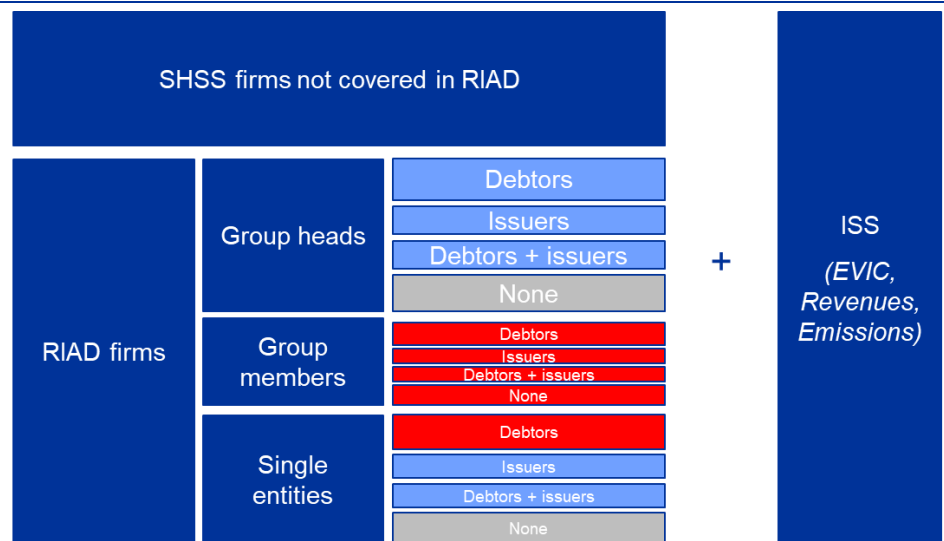 SHSS firms not covered in RIAD
RIAD firms
Group heads
Debtors
Issuers
Debtors + issuers
None
Group
members
Debtors
Issuers
Debtors + issuers
None
Single
entities
Debtors
Issuers
Debtors + issuers
None
+
ISS
(EVIC,
Revenues,
Emissions)